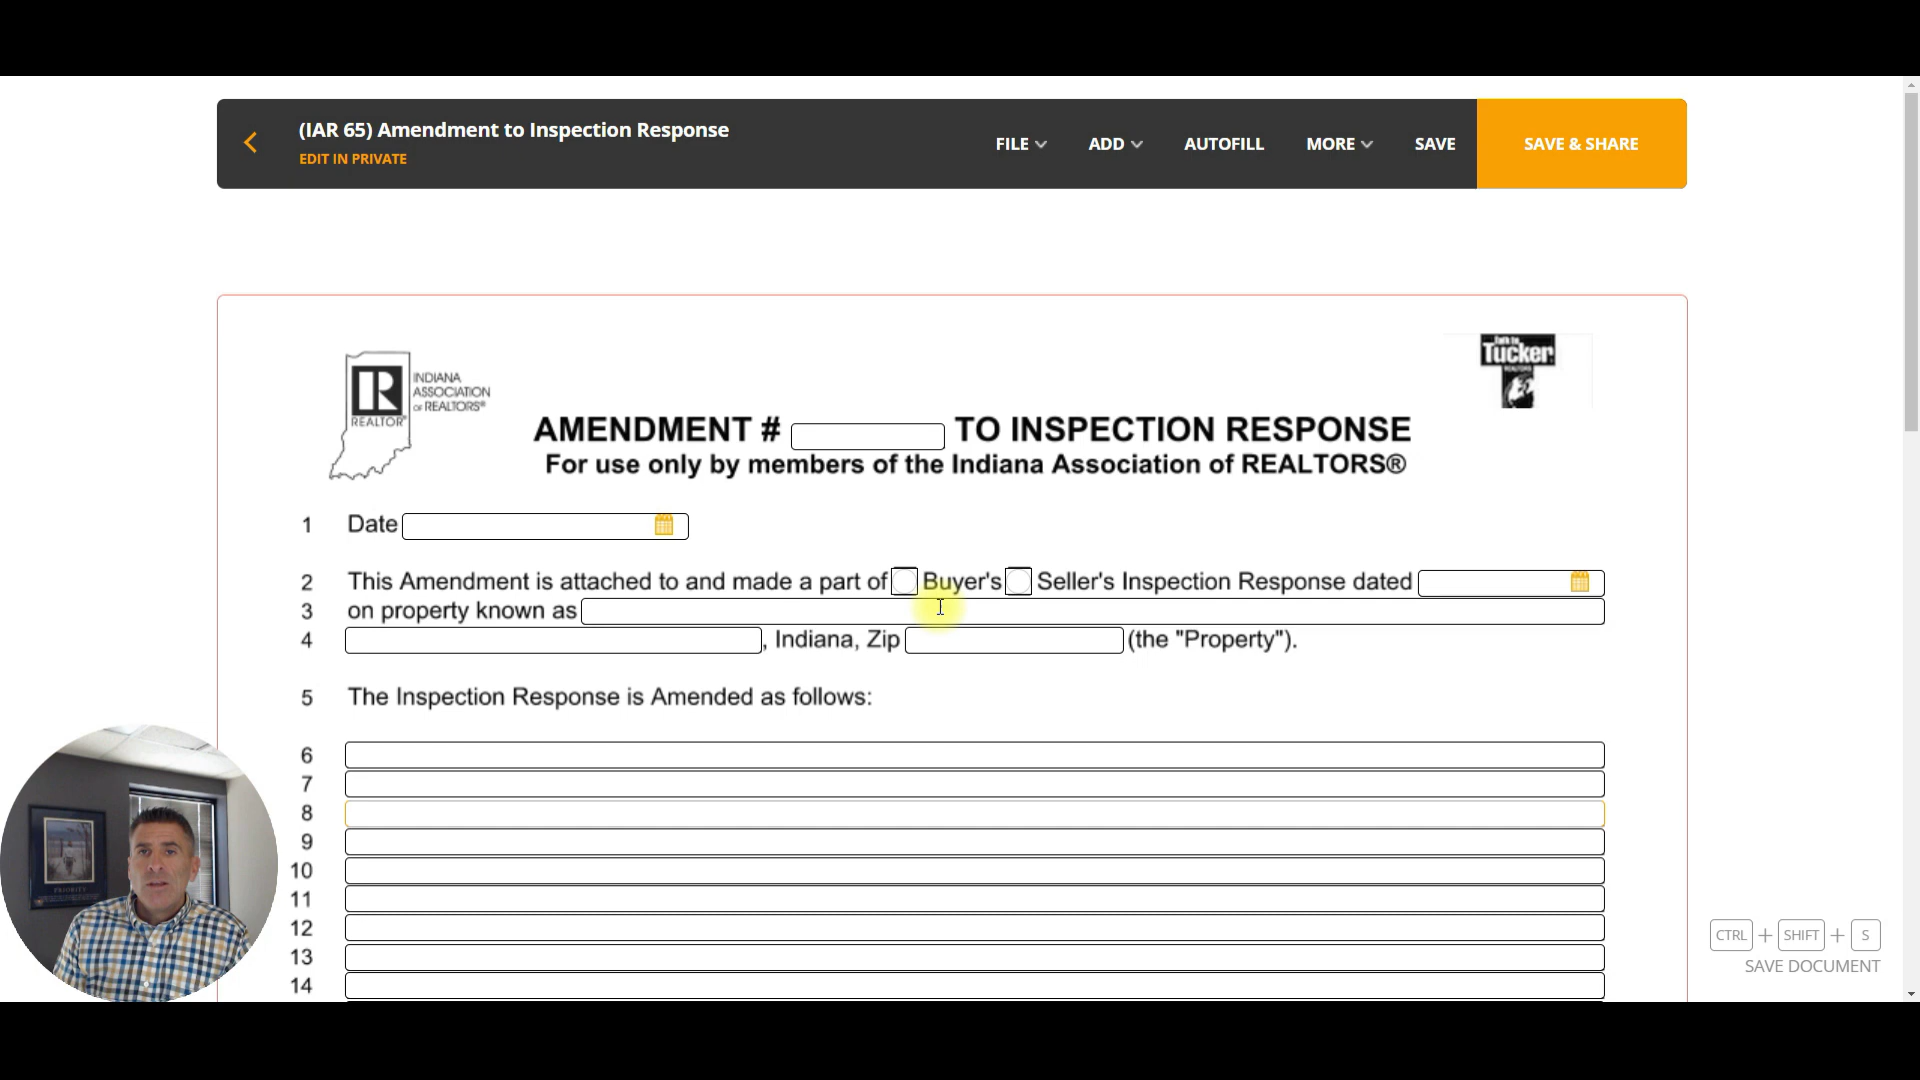 (IAR 65) Amendment to Inspection Response
EDIT IN PRIVATE
FILE
ADD
AUTOFILL
MORE
SAVE
SAVE & SHARE
INDIANA
ASSOCIATION
of REALTORS®
REALTOR®
Talk to
Tucker
REALTORS
AMENDMENT # TO INSPECTION RESPONSE
For use only by members of the Indiana Association of REALTORS®
1 Date
2 This Amendment is attached to and made a part of Buyer's Seller's Inspection Response dated
3 on property known as
4 , Indiana, Zip (the "Property").
5 The Inspection Response is Amended as follows:
6
7
8
9
10
11
12
13
14
PRIORITY
CTRL + SHIFT + S
SAVE DOCUMENT